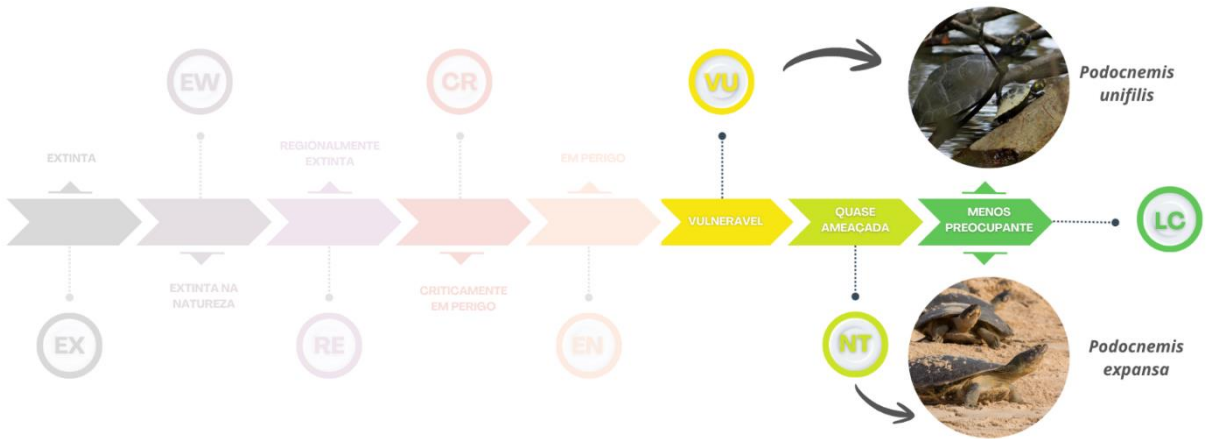 EW
CR
VU
Podocnemis
unifilis
EXTINTA
REGIONALMENTE
EXTINTA
EM PERIGO
VULNERAVEL
QUASE
AMEAÇADA
MENOS
PREOCUPANTE
LC
EXTINTA NA
NATUREZA
CRITICAMENTE
EM PERIGO
EX
RE
EN
NT
Podocnemis
expansa